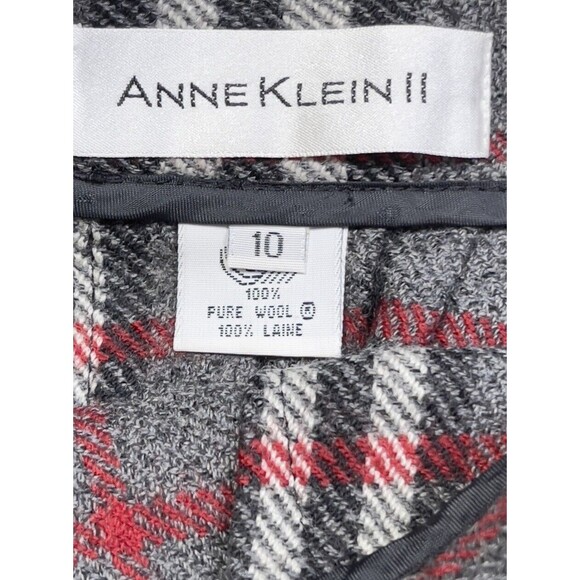 ANNE KLEIN II
10
100%
PURE WOOL ®
100% LAINE